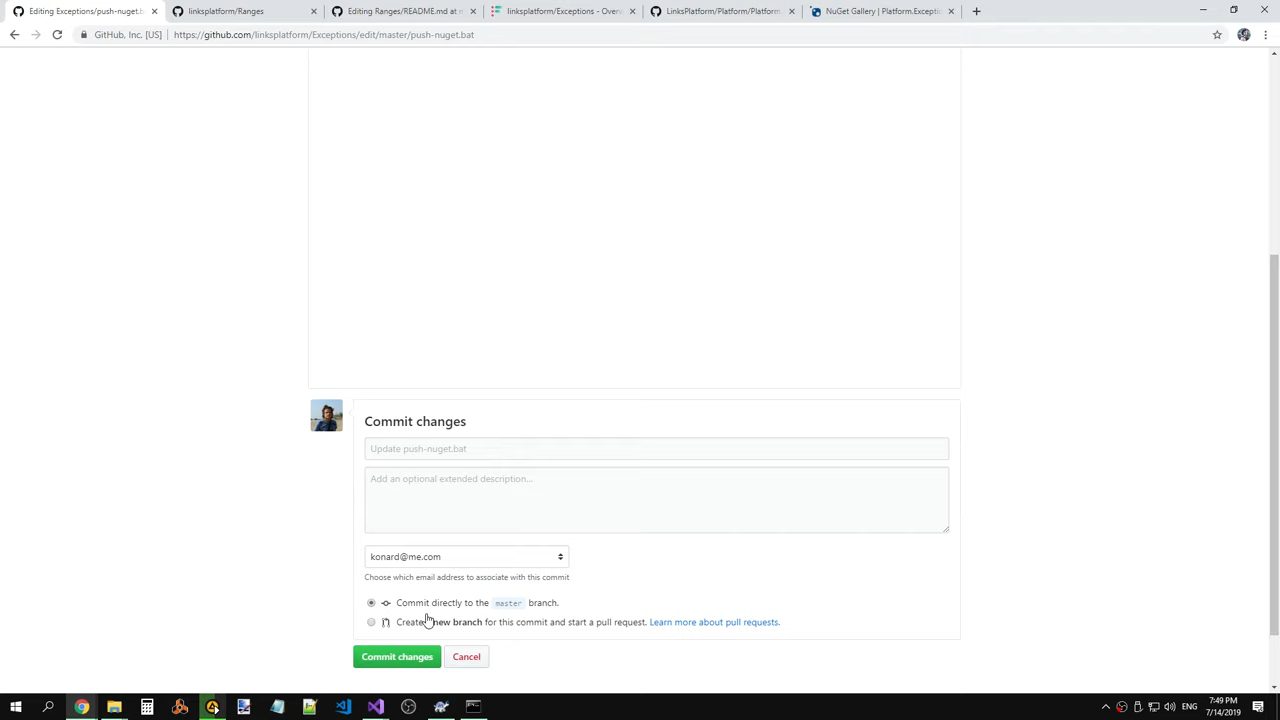 Editing Exceptions/push-nuget.b
linksplatform/Ranges
Editing Ranges/README.md at m
linksplatform/Exceptions - Overv
LinksPlatform/Platform/Platform
NuGet Gallery | Platform.Exceptio
GitHub, Inc. [US]
https://github.com/linksplatform/Exceptions/edit/master/push-nuget.bat
Commit changes
Update push-nuget.bat
Add an optional extended description...
konard@me.com
Choose which email address to associate with this commit
Commit directly to the master branch.
Create new branch for this commit and start a pull request. Learn more about pull requests.
Commit changes
Cancel
ENG
7:49 PM
7/14/2019